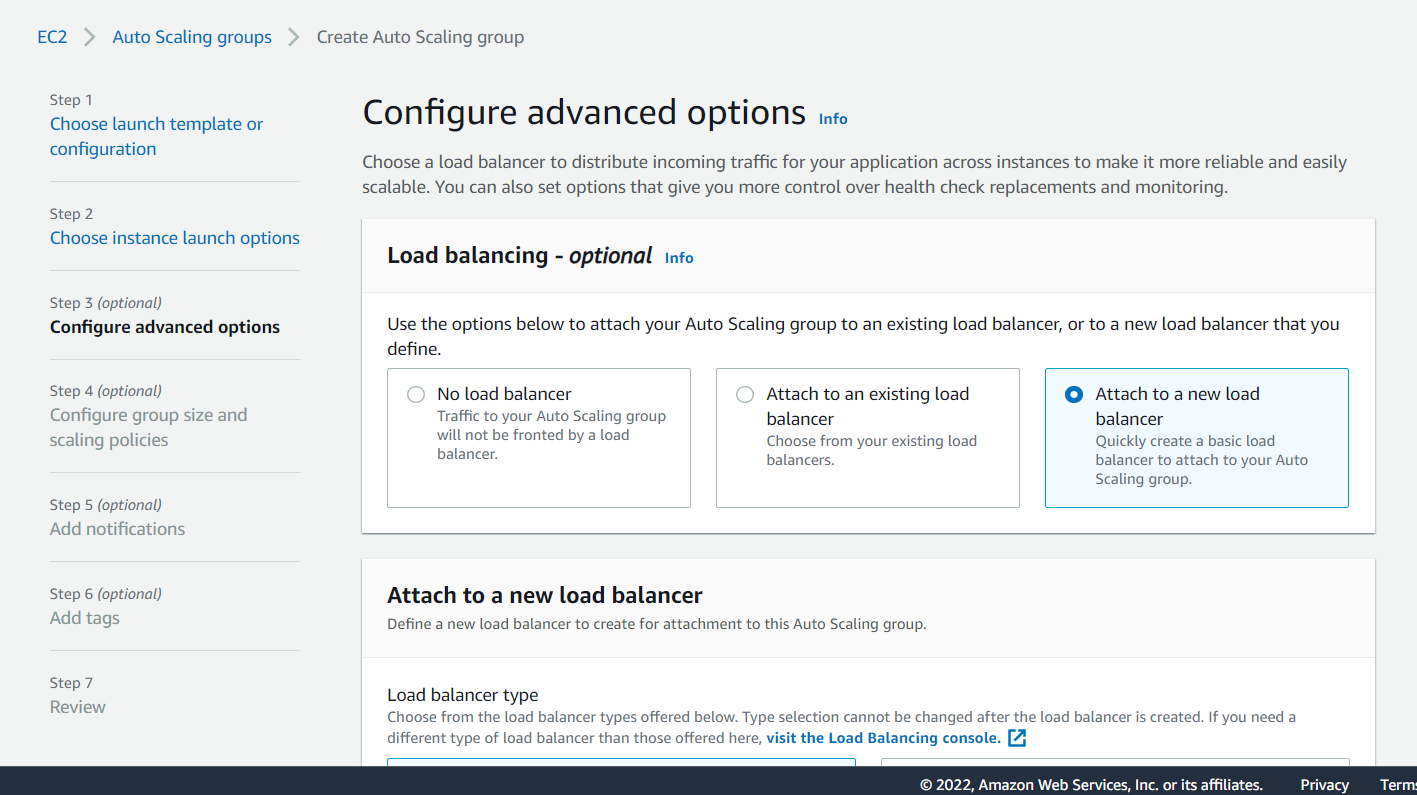 EC2 > Auto Scaling groups > Create Auto Scaling group
Step 1
Choose launch template or
configuration
Step 2
Choose instance launch options
Step 3 (optional)
Configure advanced options
Step 4 (optional)
Configure group size and
scaling policies
Step 5 (optional)
Add notifications
Step 6 (optional)
Add tags
Step 7
Review
Configure advanced options Info
Choose a load balancer to distribute incoming traffic for your application across instances to make it more reliable and easily
scalable. You can also set options that give you more control over health check replacements and monitoring.
Load balancing - optional Info
Use the options below to attach your Auto Scaling group to an existing load balancer, or to a new load balancer that you
define.
No load balancer
Traffic to your Auto Scaling group
will not be fronted by a load
balancer.
Attach to an existing load
balancer
Choose from your existing load
balancers.
Attach to a new load
balancer
Quickly create a basic load
balancer to attach to your Auto
Scaling group.
Attach to a new load balancer
Define a new load balancer to create for attachment to this Auto Scaling group.
Load balancer type
Choose from the load balancer types offered below. Type selection cannot be changed after the load balancer is created. If you need a
different type of load balancer than those offered here, visit the Load Balancing console.
© 2022, Amazon Web Services, Inc. or its affiliates. Privacy Terms